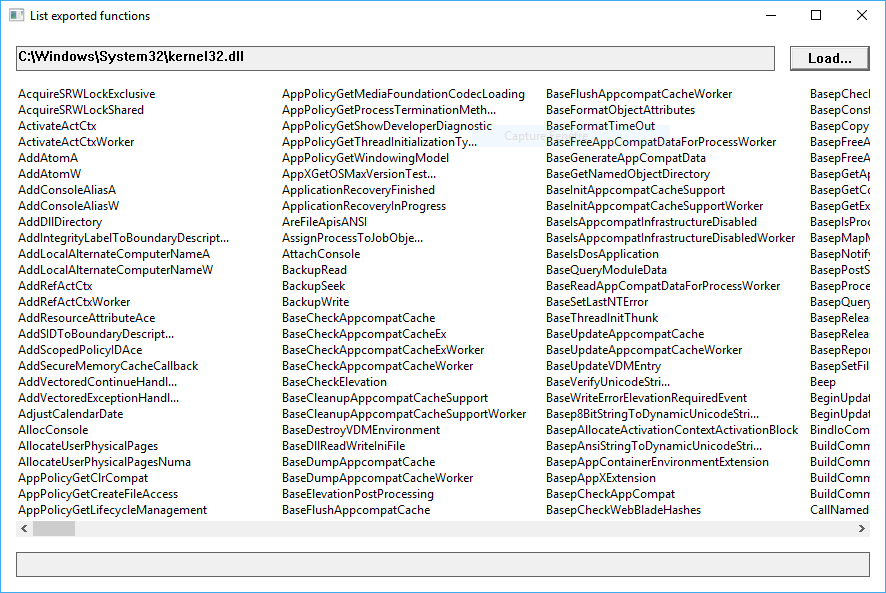 List exported functions
C:\Windows\System32\kernel32.dll
Load...
AcquireSRWLockExclusive
AcquireSRWLockShared
ActivateActCtx
ActivateActCtxWorker
AddAtomA
AddAtomW
AddConsoleAliasA
AddConsoleAliasW
AddDllDirectory
AddIntegrityLabelToBoundaryDescript...
AddLocalAlternateComputerNameA
AddLocalAlternateComputerNameW
AddRefActCtx
AddRefActCtxWorker
AddResourceAttributeAce
AddSIDToBoundaryDescript...
AddScopedPolicyIDAce
AddSecureMemoryCacheCallback
AddVectoredContinueHandl...
AddVectoredExceptionHandl...
AdjustCalendarDate
AllocConsole
AllocateUserPhysicalPages
AllocateUserPhysicalPagesNuma
AppPolicyGetClrCompat
AppPolicyGetCreateFileAccess
AppPolicyGetLifecycleManagement
AppPolicyGetMediaFoundationCodecLoading
AppPolicyGetProcessTerminationMeth...
AppPolicyGetShowDeveloperDiagnostic
AppPolicyGetThreadInitializationTy...
AppPolicyGetWindowingModel
AppXGetOSMaxVersionTest...
ApplicationRecoveryFinished
ApplicationRecoveryInProgress
AreFileApisANSI
AssignProcessToJobObje...
AttachConsole
BackupRead
BackupSeek
BackupWrite
BaseCheckAppcompatCache
BaseCheckAppcompatCacheEx
BaseCheckAppcompatCacheExWorker
BaseCheckAppcompatCacheWorker
BaseCheckElevation
BaseCleanupAppcompatCacheSupport
BaseCleanupAppcompatCacheSupportWorker
BaseDestroyVDMEnvironment
BaseDllReadWriteIniFile
BaseDumpAppcompatCache
BaseDumpAppcompatCacheWorker
BaseElevationPostProcessing
BaseFlushAppcompatCache
BaseFlushAppcompatCacheWorker
BaseFormatObjectAttributes
BaseFormatTimeOut
BaseFreeAppCompatDataForProcessWorker
BaseGenerateAppCompatData
BaseGetNamedObjectDirectory
BaseInitAppcompatCacheSupport
BaseInitAppcompatCacheSupportWorker
BaseIsAppcompatInfrastructureDisabled
BaseIsAppcompatInfrastructureDisabledWorker
BaseIsDosApplication
BaseQueryModuleData
BaseReadAppCompatDataForProcessWorker
BaseSetLastNTError
BaseThreadInitThunk
BaseUpdateAppcompatCache
BaseUpdateAppcompatCacheWorker
BaseUpdateVDMEntry
BaseVerifyUnicodeStri...
BaseWriteErrorElevationRequiredEvent
Basep8BitStringToDynamicUnicodeStri...
BasepAllocateActivationContextActivationBlock
BasepAnsiStringToDynamicUnicodeStri...
BasepAppContainerEnvironmentExtension
BasepAppXExtension
BasepCheckAppCompat
BasepCheckWebBladeHashes
BasepChecl
BasepConst
BasepCopy
BasepFreeA
BasepFreeA
BasepGetA
BasepGetCo
BasepGetEx
BasepIsProc
BasepMapM
BasepNotify
BasepPostS
BasepProce
BasepQuery
BasepRelea
BasepRelea
BasepRepor
BasepSetFil
Beep
BeginUpdat
BeginUpdat
BindIoCom
BuildComm
BuildComm
BuildComm
BuildComm
CallNamed